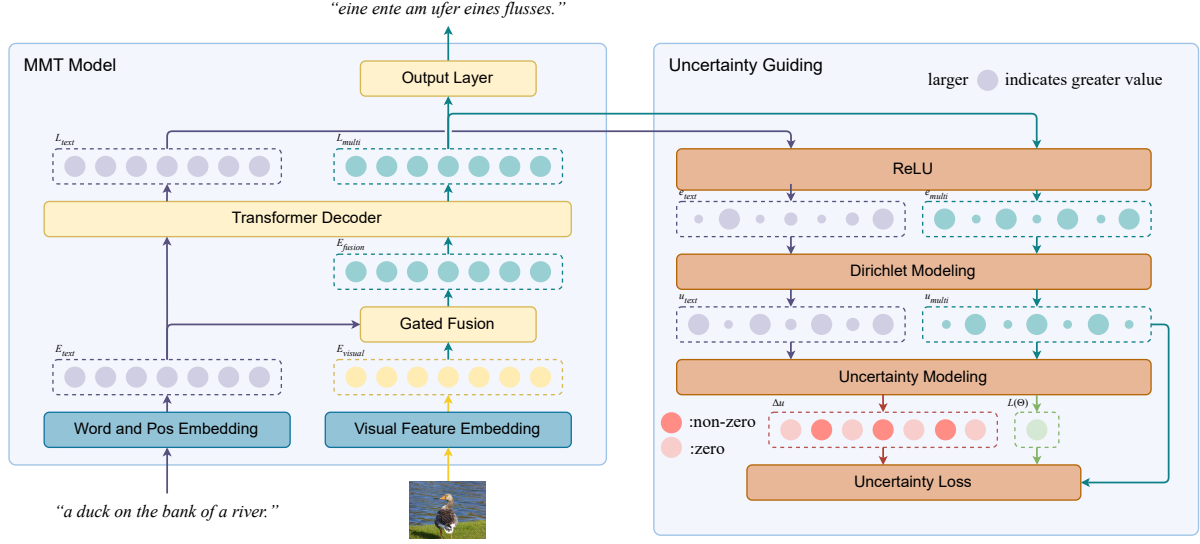 "eine ente am ufer eines flusses."
MMT Model
Output Layer
L_text
L_multi
Transformer Decoder
E_fusion
Gated Fusion
E_text
E_visual
Word and Pos Embedding
Visual Feature Embedding
"a duck on the bank of a river."
Uncertainty Guiding
larger indicates greater value
ReLU
e_text
e_multi
Dirichlet Modeling
u_text
u_multi
Uncertainty Modeling
Δu
L(Θ)
:non-zero
:zero
Uncertainty Loss